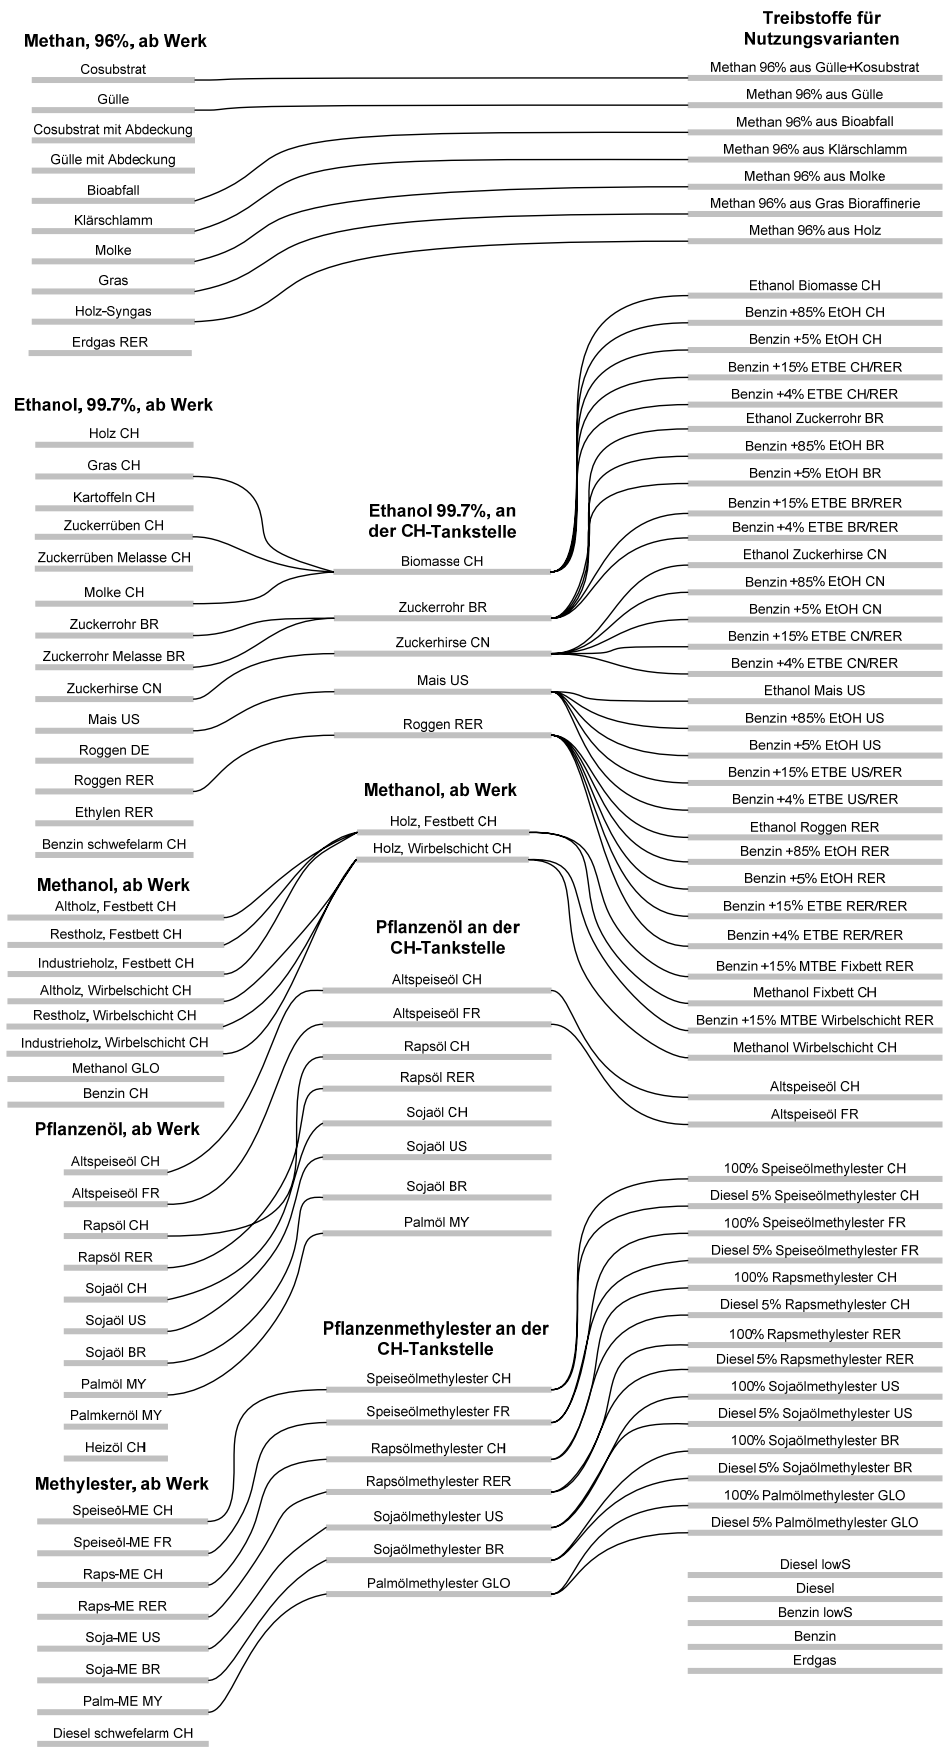 Methan, 96%, ab Werk
Cosubstrat
Gülle
Cosubstrat mit Abdeckung
Gülle mit Abdeckung
Bioabfall
Klärschlamm
Molke
Gras
Holz-Syngas
Erdgas RER
Ethanol, 99.7%, ab Werk
Holz CH
Gras CH
Kartoffeln CH
Zuckerrüben CH
Zuckerrüben Melasse CH
Molke CH
Zuckerrohr BR
Zuckerrohr Melasse BR
Zuckerhirse CN
Mais US
Roggen DE
Roggen RER
Ethylen RER
Benzin schwefelarm CH
Methanol, ab Werk
Altholz, Festbett CH
Restholz, Festbett CH
Industrieholz, Festbett CH
Altholz, Wirbelschicht CH
Restholz, Wirbelschicht CH
Industrieholz, Wirbelschicht CH
Methanol GLO
Benzin CH
Pflanzenöl, ab Werk
Altspeiseöl CH
Altspeiseöl FR
Rapsöl CH
Rapsöl RER
Sojaöl CH
Sojaöl US
Sojaöl BR
Palmöl MY
Palmkernöl MY
Heizöl CH
Methylester, ab Werk
Speiseöl-ME CH
Speiseöl-ME FR
Raps-ME CH
Raps-ME RER
Soja-ME US
Soja-ME BR
Palm-ME MY
Diesel schwefelarm CH
Ethanol 99.7%, an
der CH-Tankstelle
Biomasse CH
Zuckerrohr BR
Zuckerhirse CN
Mais US
Roggen RER
Methanol, ab Werk
Holz, Festbett CH
Holz, Wirbelschicht CH
Pflanzenöl an der
CH-Tankstelle
Altspeiseöl CH
Altspeiseöl FR
Rapsöl CH
Rapsöl RER
Sojaöl CH
Sojaöl US
Sojaöl BR
Palmöl MY
Pflanzenmethylester an der
CH-Tankstelle
Speiseölmethylester CH
Speiseölmethylester FR
Rapsölmethylester CH
Rapsölmethylester RER
Sojaölmethylester US
Sojaölmethylester BR
Palmölmethylester GLO
Treibstoffe für
Nutzungsvarianten
Methan 96% aus Gülle+Kosubstrat
Methan 96% aus Gülle
Methan 96% aus Bioabfall
Methan 96% aus Klärschlamm
Methan 96% aus Molke
Methan 96% aus Gras Bioraffinerie
Methan 96% aus Holz
Ethanol Biomasse CH
Benzin +85% EtOH CH
Benzin +5% EtOH CH
Benzin +15% ETBE CH/RER
Benzin +4% ETBE CH/RER
Ethanol Zuckerrohr BR
Benzin +85% EtOH BR
Benzin +5% EtOH BR
Benzin +15% ETBE BR/RER
Benzin +4% ETBE BR/RER
Ethanol Zuckerhirse CN
Benzin +85% EtOH CN
Benzin +5% EtOH CN
Benzin +15% ETBE CN/RER
Benzin +4% ETBE CN/RER
Ethanol Mais US
Benzin +85% EtOH US
Benzin +5% EtOH US
Benzin +15% ETBE US/RER
Benzin +4% ETBE US/RER
Ethanol Roggen RER
Benzin +85% EtOH RER
Benzin +5% EtOH RER
Benzin +15% ETBE RER/RER
Benzin +4% ETBE RER/RER
Benzin +15% MTBE Fixbett RER
Methanol Fixbett CH
Benzin +15% MTBE Wirbelschicht RER
Methanol Wirbelschicht CH
Altspeiseöl CH
Altspeiseöl FR
100% Speiseölmethylester CH
Diesel 5% Speiseölmethylester CH
100% Speiseölmethylester FR
Diesel 5% Speiseölmethylester FR
100% Rapsmethylester CH
Diesel 5% Rapsmethylester CH
100% Rapsmethylester RER
Diesel 5% Rapsmethylester RER
100% Sojaölmethylester US
Diesel 5% Sojaölmethylester US
100% Sojaölmethylester BR
Diesel 5% Sojaölmethylester BR
100% Palmölmethylester GLO
Diesel 5% Palmölmethylester GLO
Diesel lowS
Diesel
Benzin lowS
Benzin
Erdgas